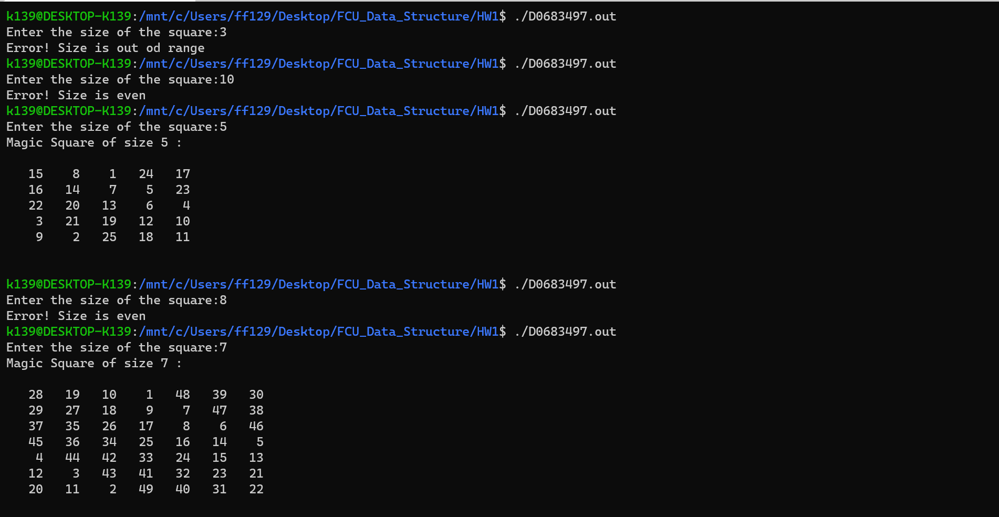 k139@DESKTOP-K139:/mnt/c/Users/ff129/Desktop/FCU_Data_Structure/HW1$ ./D0683497.out
Enter the size of the square:3
Error! Size is out od range
k139@DESKTOP-K139:/mnt/c/Users/ff129/Desktop/FCU_Data_Structure/HW1$ ./D0683497.out
Enter the size of the square:10
Error! Size is even
k139@DESKTOP-K139:/mnt/c/Users/ff129/Desktop/FCU_Data_Structure/HW1$ ./D0683497.out
Enter the size of the square:5
Magic Square of size 5 :
15 8 1 24 17
16 14 7 5 23
22 20 13 6 4
3 21 19 12 10
9 2 25 18 11
k139@DESKTOP-K139:/mnt/c/Users/ff129/Desktop/FCU_Data_Structure/HW1$ ./D0683497.out
Enter the size of the square:8
Error! Size is even
k139@DESKTOP-K139:/mnt/c/Users/ff129/Desktop/FCU_Data_Structure/HW1$ ./D0683497.out
Enter the size of the square:7
Magic Square of size 7 :
28 19 10 1 48 39 30
29 27 18 9 7 47 38
37 35 26 17 8 6 46
45 36 34 25 16 14 5
4 44 42 33 24 15 13
12 3 43 41 32 23 21
20 11 2 49 40 31 22